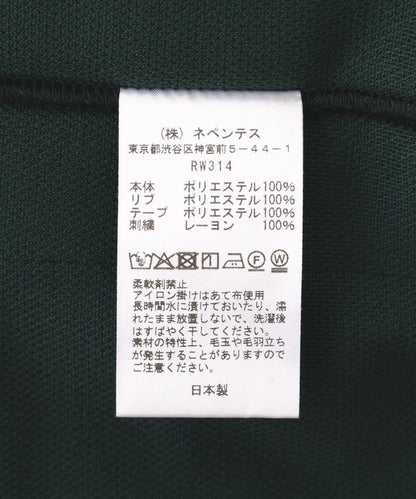 （株）ネペンテス
東京都渋谷区神宮前5－44－1
RW314
本体 ポリエステル100%
リブ ポリエステル100%
テープ ポリエステル100%
刺繍 レーヨン 100%
柔軟剤禁止
アイロン掛けはあて布使用
長時間水に漬けておいたり、濡
れたまま放置しないで、洗濯後
はすばやく干してください。
素材の特性上、毛玉や毛羽立ち
が発生することがありますので
ご注意ください。
日本製